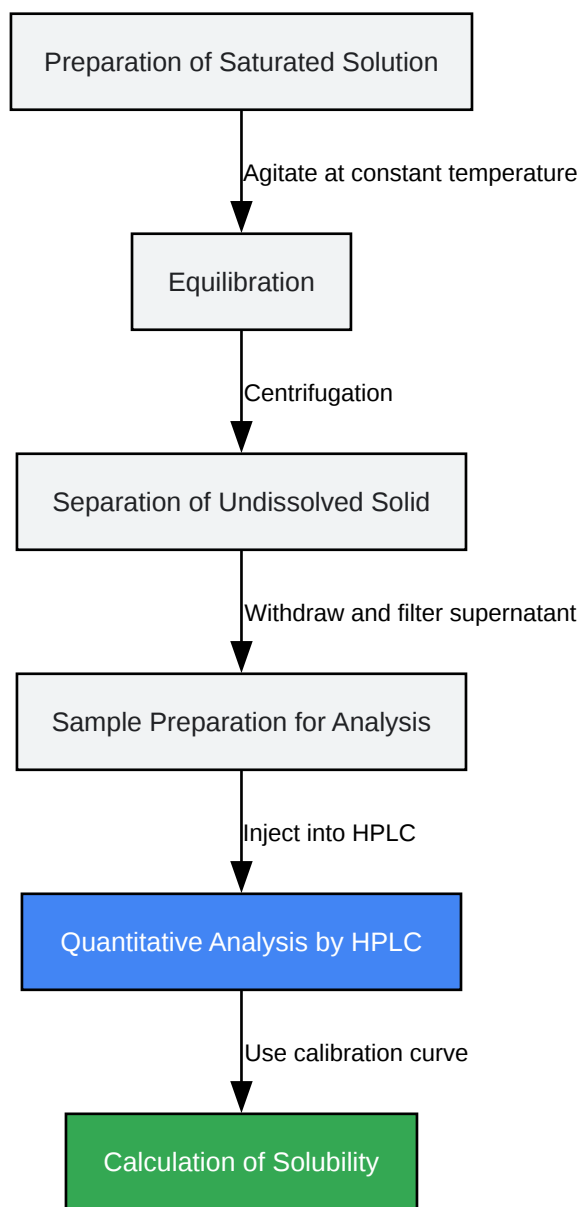 Preparation of Saturated Solution
Agitate at constant temperature
Equilibration
Centrifugation
Separation of Undissolved Solid
Withdraw and filter supernatant
Sample Preparation for Analysis
Inject into HPLC
Quantitative Analysis by HPLC
Use calibration curve
Calculation of Solubility